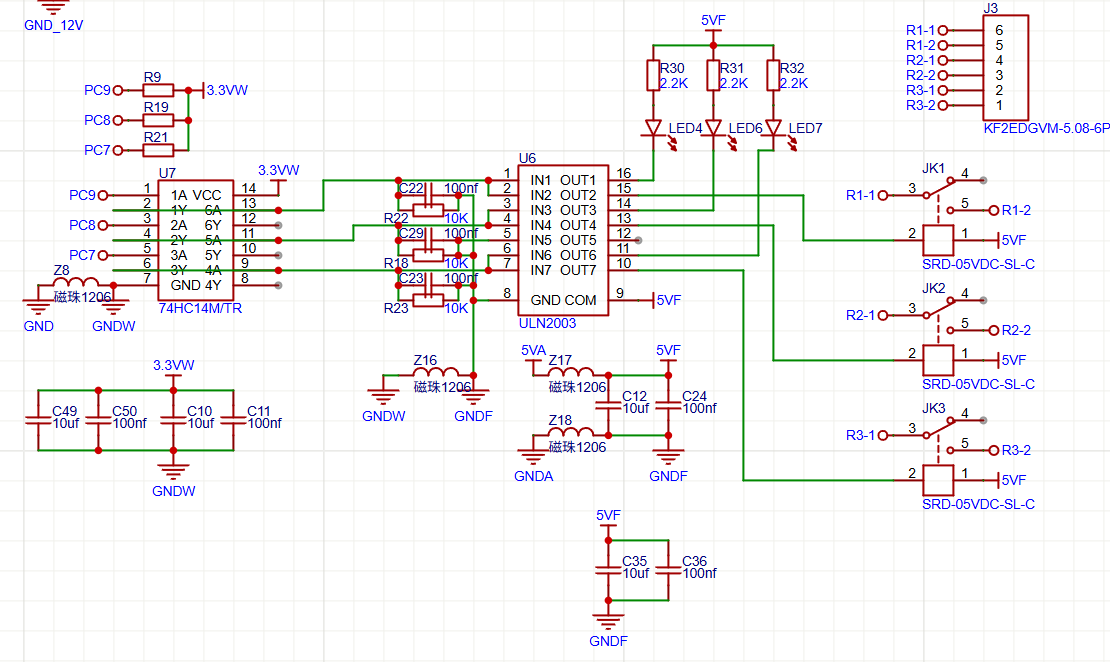 GND_12V
J3
R1-1 6
R1-2 5
R2-1 4
R2-2 3
R3-1 2
R3-2 1
KF2EDGVM-5.08-6P
5VF
R30
2.2K
R31
2.2K
R32
2.2K
LED4
LED6
LED7
PC9
R9
3.3VW
PC8
R19
PC7
R21
U7
3.3VW
PC9 1 1A VCC 14
2 1Y 6A 13
PC8 3 2A 6Y 12
4 2Y 5A 11
PC7 5 3A 5Y 10
6 3Y 4A 9
7 GND 4Y 8
74HC14M/TR
Z8
磁珠1206
GND
GNDW
C22 100nf
R22 10K
C29 100nf
R18 10K
C23 100nf
R23 10K
U6
1 IN1 OUT1 16
2 IN2 OUT2 15
3 IN3 OUT3 14
4 IN4 OUT4 13
5 IN5 OUT5 12
6 IN6 OUT6 11
7 IN7 OUT7 10
8 GND COM 9 5VF
ULN2003
JK1
4
R1-1 3
5 R1-2
2 1 5VF
SRD-05VDC-SL-C
JK2
4
R2-1 3
5 R2-2
2 1 5VF
SRD-05VDC-SL-C
JK3
4
R3-1 3
5 R3-2
2 1 5VF
SRD-05VDC-SL-C
3.3VW
C49
10uf
C50
100nf
C10
10uf
C11
100nf
GNDW
Z16
磁珠1206
GNDW
GNDF
5VA
Z17
磁珠1206
5VF
C12
10uf
C24
100nf
Z18
磁珠1206
GNDA
GNDF
5VF
C35
10uf
C36
100nf
GNDF